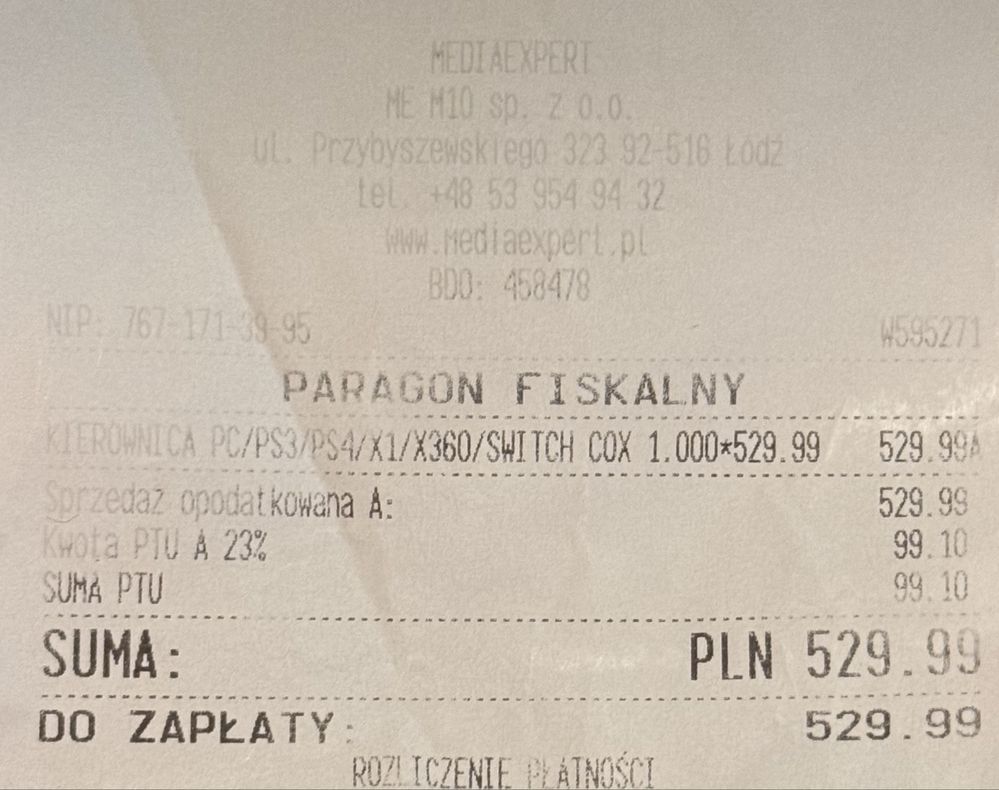 MEDIAEXPERT
ME M10 sp. z o.o.
ul. Przybyszewskiego 323 92-516 Łódź
tel. +48 53 954 94 32
www.mediaexpert.pl
BDO: 458478
NIP: 767-171-39-95 W595271
PARAGON FISKALNY
KIEROWNICA PC/PS3/PS4/X1/X360/SWITCH COX 1.000*529.99 529.99A
Sprzedaż opodatkowana A: 529.99
Kwota PTU A 23% 99.10
SUMA PTU 99.10
SUMA: PLN 529.99
DO ZAPŁATY: 529.99
ROZLICZENIE PŁATNOŚCI